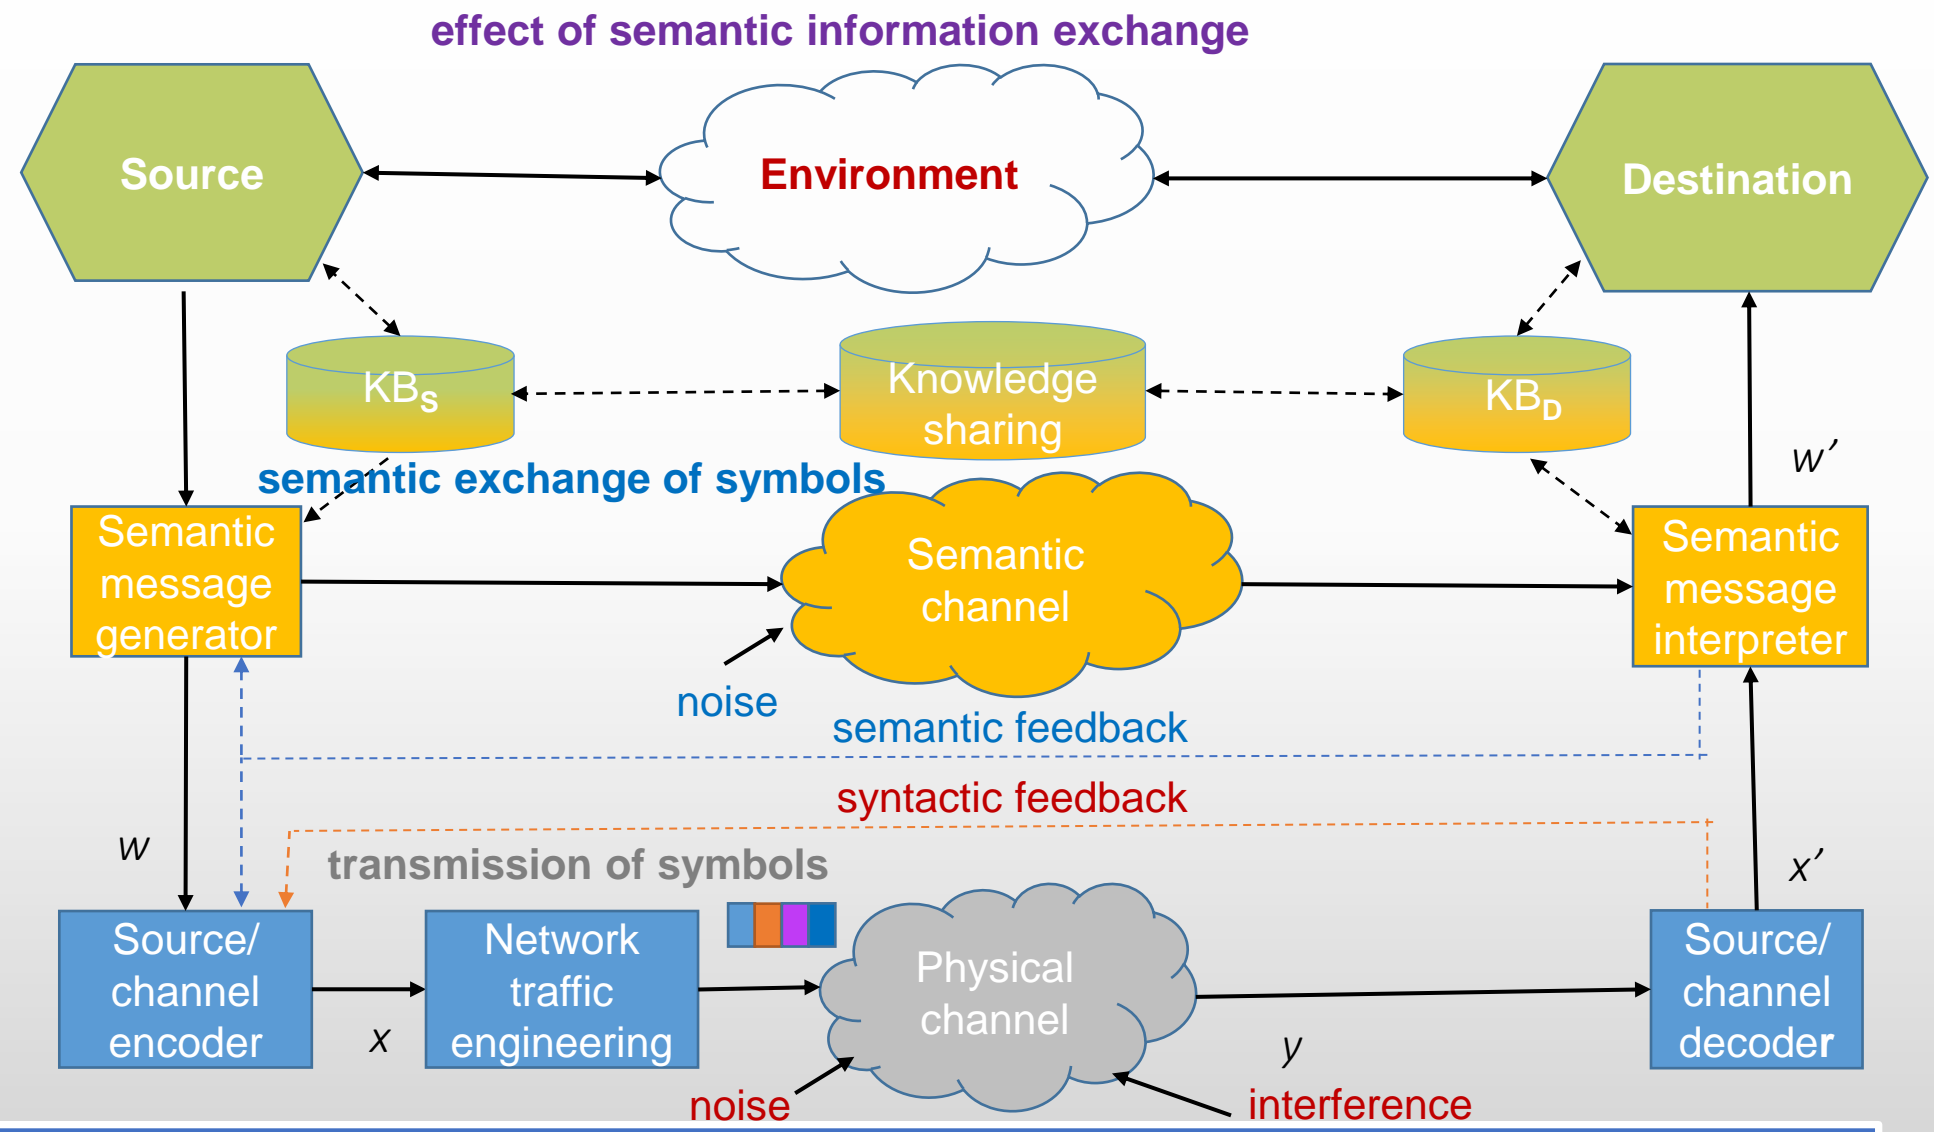 effect of semantic information exchange
Source
Environment
Destination
KBS
Knowledge
sharing
KBD
w’
semantic exchange of symbols
Semantic
message
generator
Semantic
channel
Semantic
message
interpreter
noise
semantic feedback
syntactic feedback
w
transmission of symbols
x’
Source/
channel
encoder
x
Network
traffic
engineering
Physical
channel
y
Source/
channel
decoder
noise
interference